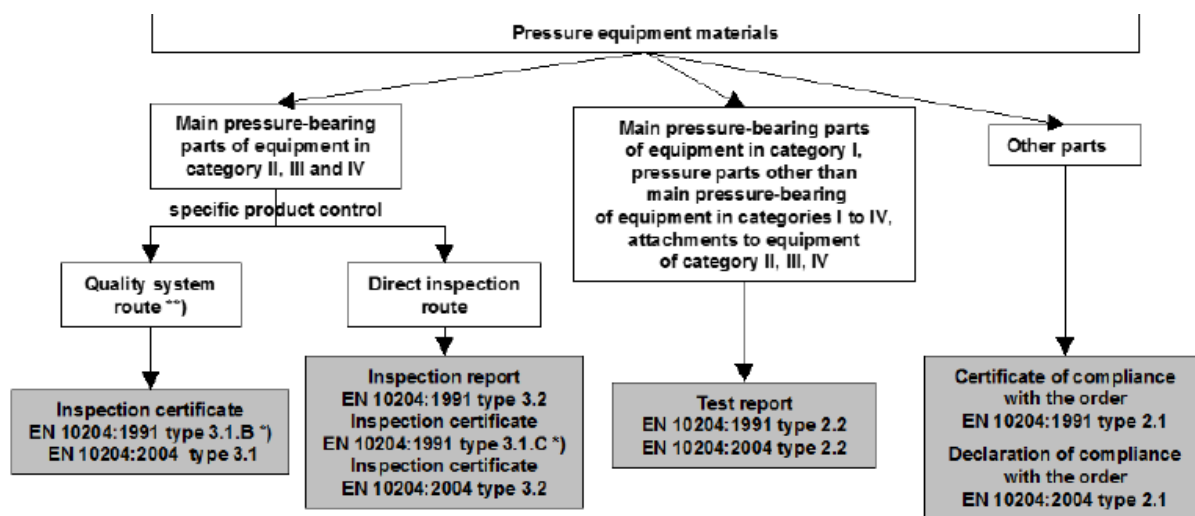 Pressure equipment materials
Main pressure-bearing
parts of equipment in
category II, III and IV
Main pressure-bearing parts
of equipment in category I,
pressure parts other than
main pressure-bearing
of equipment in categories I to IV,
attachments to equipment
of category II, III, IV
Other parts
specific product control
Quality system
route **)
Direct inspection
route
Inspection certificate
EN 10204:1991 type 3.1.B *)
EN 10204:2004 type 3.1
Inspection report
EN 10204:1991 type 3.2
Inspection certificate
EN 10204:1991 type 3.1.C *)
Inspection certificate
EN 10204:2004 type 3.2
Test report
EN 10204:1991 type 2.2
EN 10204:2004 type 2.2
Certificate of compliance
with the order
EN 10204:1991 type 2.1
Declaration of compliance
with the order
EN 10204:2004 type 2.1